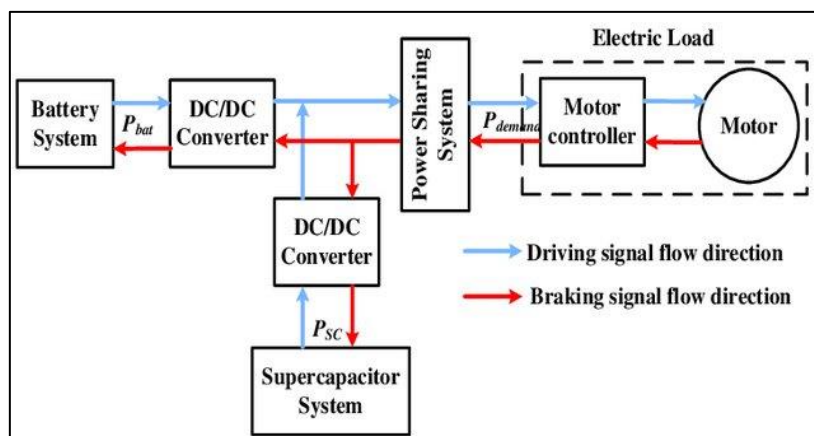 Electric Load
Battery
System
P_bat
DC/DC
Converter
Power Sharing
System
P_demand
Motor
controller
Motor
DC/DC
Converter
Driving signal flow direction
Braking signal flow direction
P_SC
Supercapacitor
System